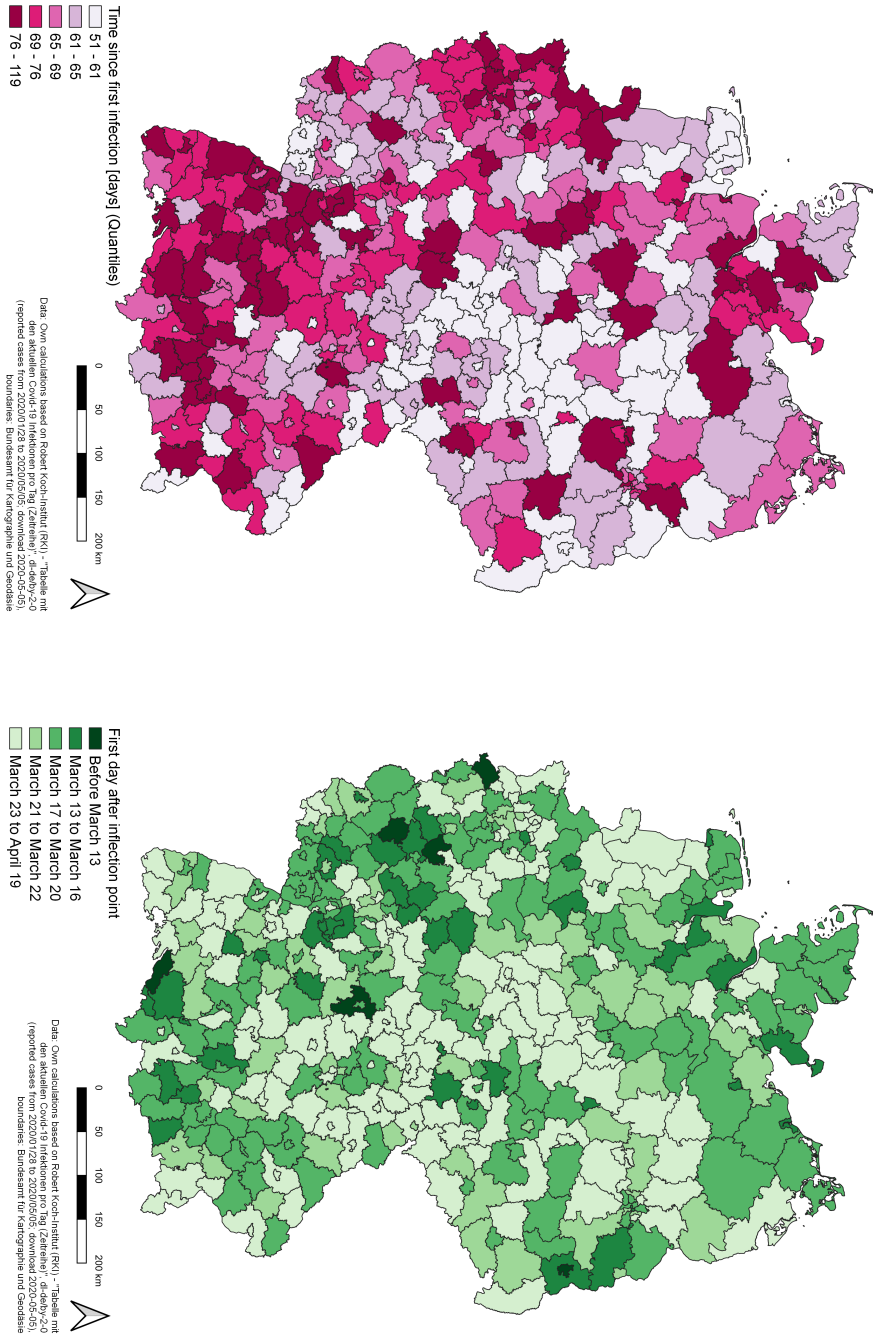 Time since first infection [days] (Quantiles)
51 - 61
61 - 65
65 - 69
69 - 76
76 - 119
0 50 100 150 200 km
Data: Own calculations based on Robert Koch-Institut (RKI) - "Tabelle mit
den aktuellen Covid-19 Infektionen pro Tag (Zeitreihe)", dl-de/by-2-0
(reported cases from 2020/01/28 to 2020/05/05; download 2020-05-05),
boundaries: Bundesamt für Kartographie und Geodäsie
First day after inflection point
Before March 13
March 13 to March 16
March 17 to March 20
March 21 to March 22
March 23 to April 19
0 50 100 150 200 km
Data: Own calculations based on Robert Koch-Institut (RKI) - "Tabelle mit
den aktuellen Covid-19 Infektionen pro Tag (Zeitreihe)", dl-de/by-2-0
(reported cases from 2020/01/28 to 2020/05/05; download 2020-05-05),
boundaries: Bundesamt für Kartographie und Geodäsie